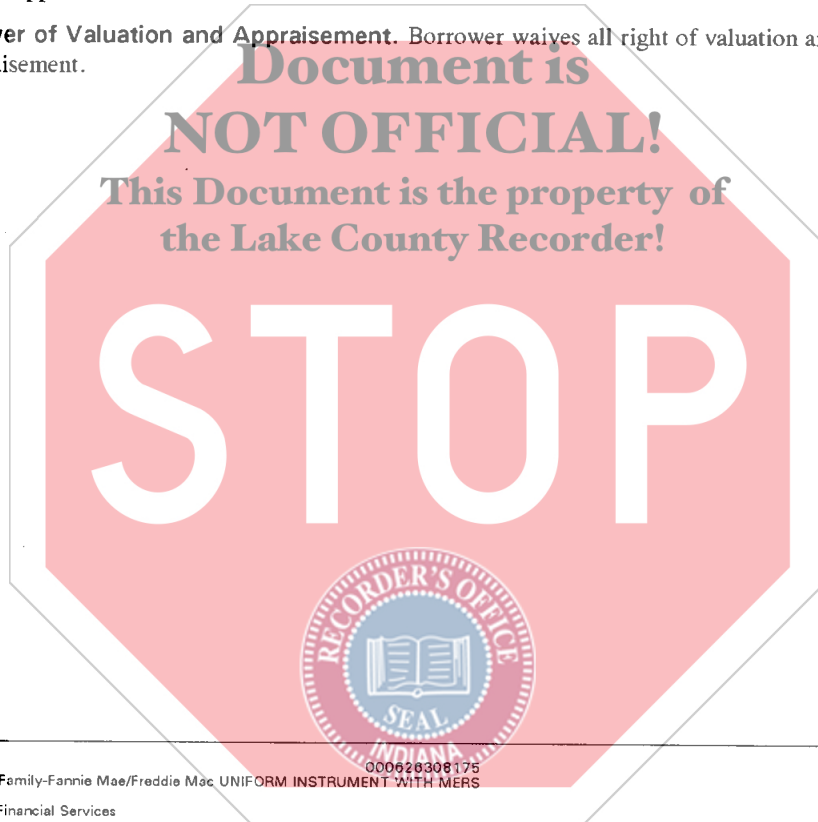 er of Valuation and Appraisement. Borrower waives all right of valuation a
isement.
Document is
NOT OFFICIAL!
This Document is the property of
the Lake County Recorder!
STOP
RECORDER'S OFFICE
SEAL
INDIANA
000626308175
Family-Fannie Mae/Freddie Mac UNIFORM INSTRUMENT WITH MERS
Financial Services